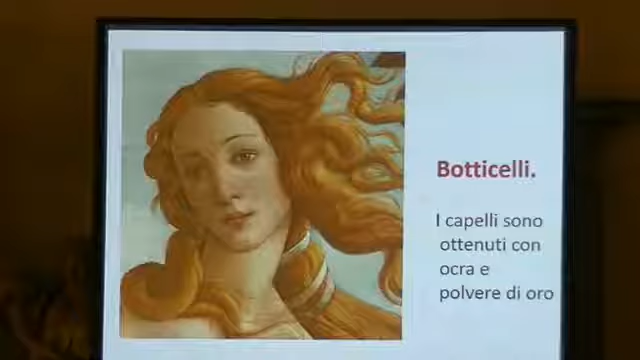 Botticelli.
I capelli sono
ottenuti con
ocra e
polvere di oro